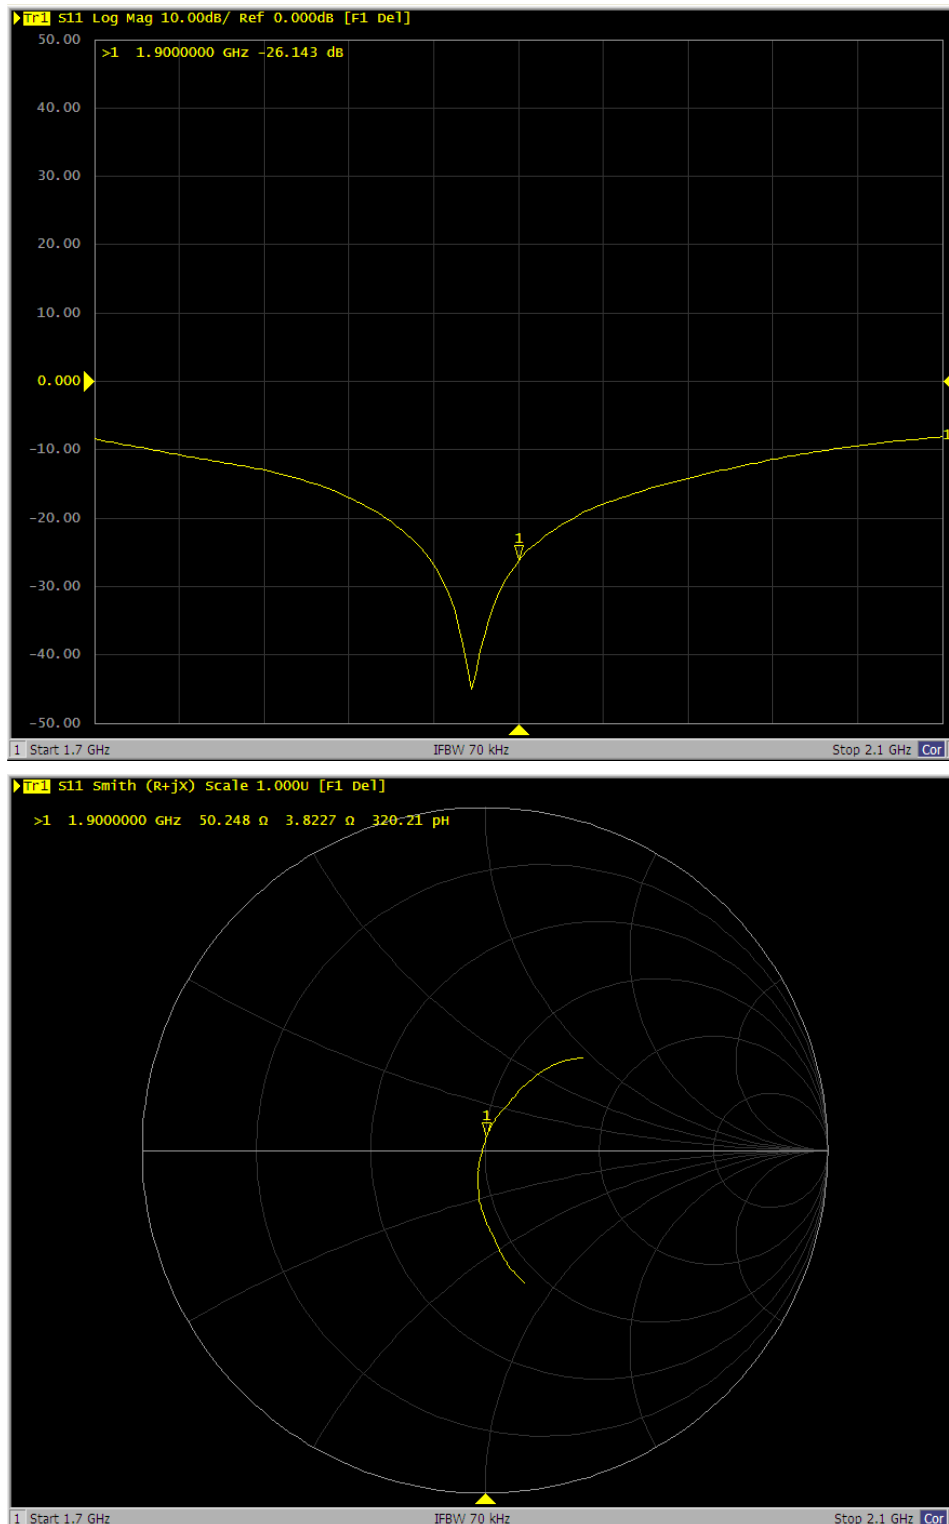 Tr1 S11 Log Mag 10.00dB/ Ref 0.000dB [F1 Del]
50.00
>1 1.9000000 GHz -26.143 dB
40.00
30.00
20.00
10.00
0.000
-10.00
1
-20.00
1
-30.00
-40.00
-50.00
1 Start 1.7 GHz IFBW 70 kHz Stop 2.1 GHz Cor
Tr1 S11 Smith (R+jX) Scale 1.000U [F1 Del]
>1 1.9000000 GHz 50.248 Ω 3.8227 Ω 320.21 pH
1
1 Start 1.7 GHz IFBW 70 kHz Stop 2.1 GHz Cor